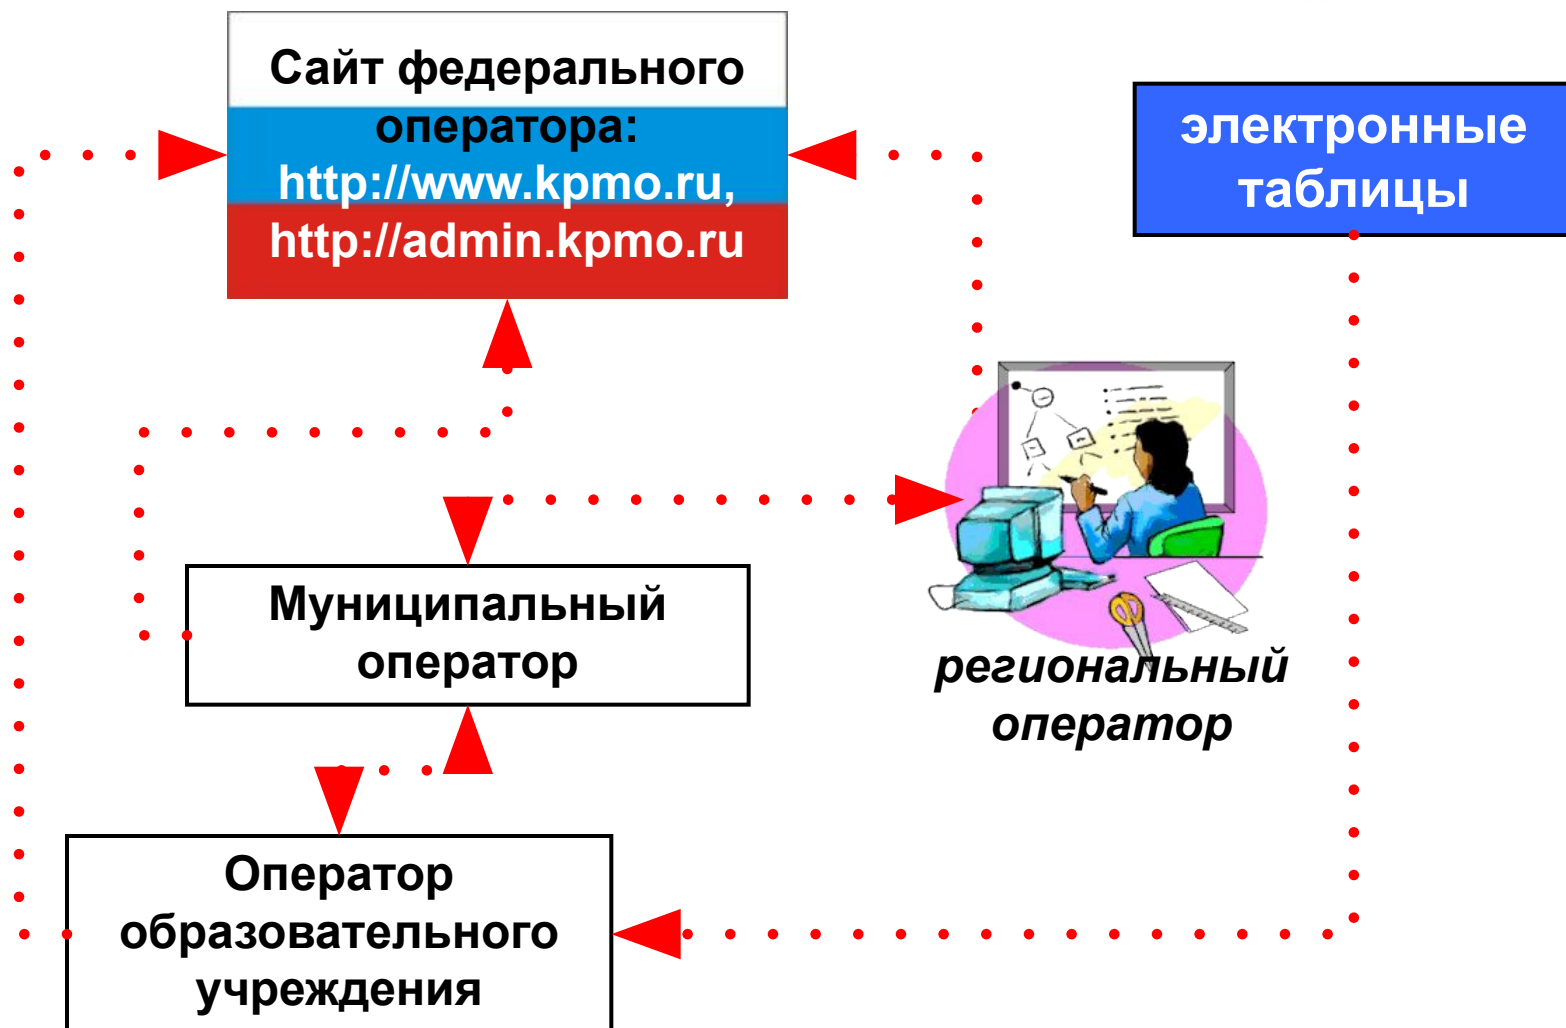 Сайт федерального
оператора:
http://www.kpmo.ru,
http://admin.kpmo.ru
электронные
таблицы
Муниципальный
оператор
региональный
оператор
Оператор
образовательного
учреждения